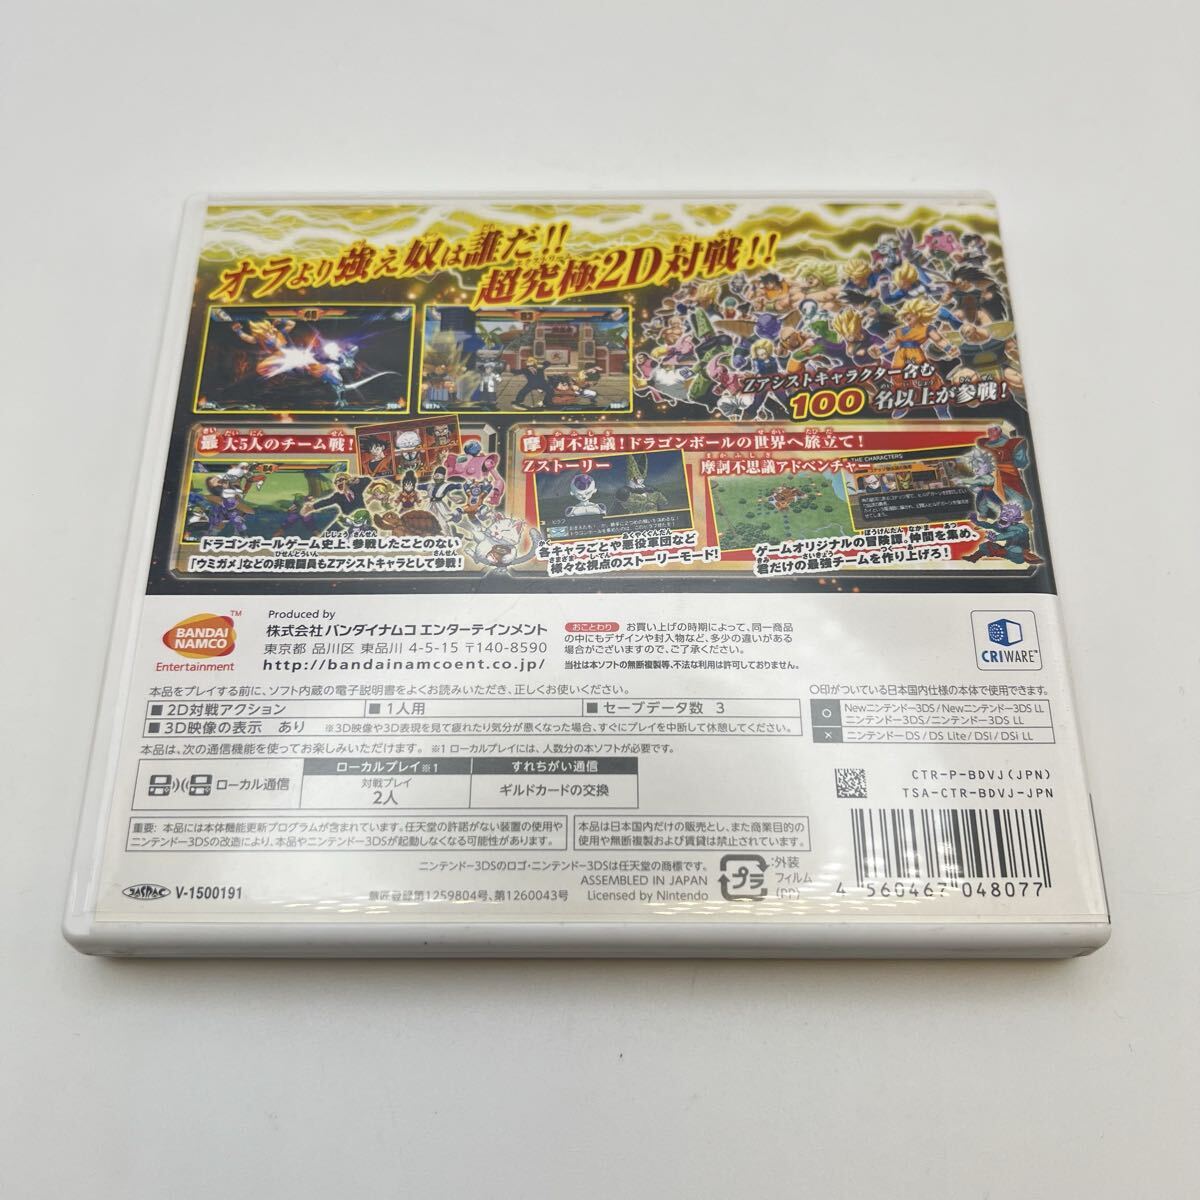 オラより強え奴は誰だ!!
超究極2D対戦!!
Zアシストキャラクター含む
100名以上が参戦!
最大5人のチーム戦!
ドラゴンボールゲーム史上、参戦したことのない
「ウミガメ」などの非戦闘員もZアシストキャラとして参戦!
摩訶不思議!ドラゴンボールの世界へ旅立て!
Zストーリー
各キャラごとや悪役軍団など
様々な視点のストーリーモード!
摩訶不思議アドベンチャー
THE CHARACTERS
ゲームオリジナルの冒険譚。仲間を集め、
君だけの最強チームを作り上げろ!
BANDAI
NAMCO
Entertainment
TM
Produced by
株式会社 バンダイナムコ エンターテインメント
東京都 品川区 東品川 4-5-15 〒140-8590
http://bandainamcoent.co.jp/
おことわり お買い上げの時期によって、同一商品
の中にもデザインや封入物など、多少の違いがある
場合がございますので、ご了承ください。
当社は本ソフトの無断複製等、不法な利用は許可しておりません。
CRIWARE
本品をプレイする前に、ソフト内蔵の電子説明書をよくお読みいただき、正しくお使いください。
■2D対戦アクション
■1人用
■セーブデータ数 3
■3D映像の表示 あり
※3D映像や3D表現を見て疲れたり気分が悪くなった場合、すぐにプレイを中断して休憩してください。
○印がついている日本国内仕様の本体で使用できます。
○ Newニンテンドー3DS/Newニンテンドー3DS LL
ニンテンドー3DS/ニンテンドー3DS LL
× ニンテンドーDS/DS Lite/DSi/DSi LL
本品は、次の通信機能を使ってお楽しみいただけます。 ※1 ローカルプレイには、人数分の本ソフトが必要です。
ローカル通信
ローカルプレイ※1
対戦プレイ
2人
すれちがい通信
ギルドカードの交換
CTR-P-BDVJ(JPN)
TSA-CTR-BDVJ-JPN
重要: 本品には本体機能更新プログラムが含まれています。任天堂の許諾がない装置の使用や
ニンテンドー3DSの改造により、本品やニンテンドー3DSが起動しなくなる可能性があります。
本品は日本国内だけの販売とし、また商業目的の
使用や無断複製および賃貸は禁止されています。
ニンテンドー3DSのロゴ・ニンテンドー3DSは任天堂の商標です。
ASSEMBLED IN JAPAN
意匠登録第1259804号、第1260043号
Licensed by Nintendo
プラ
:外装
フィルム
(PP)
JASRAC
V-1500191
4 560467 048077